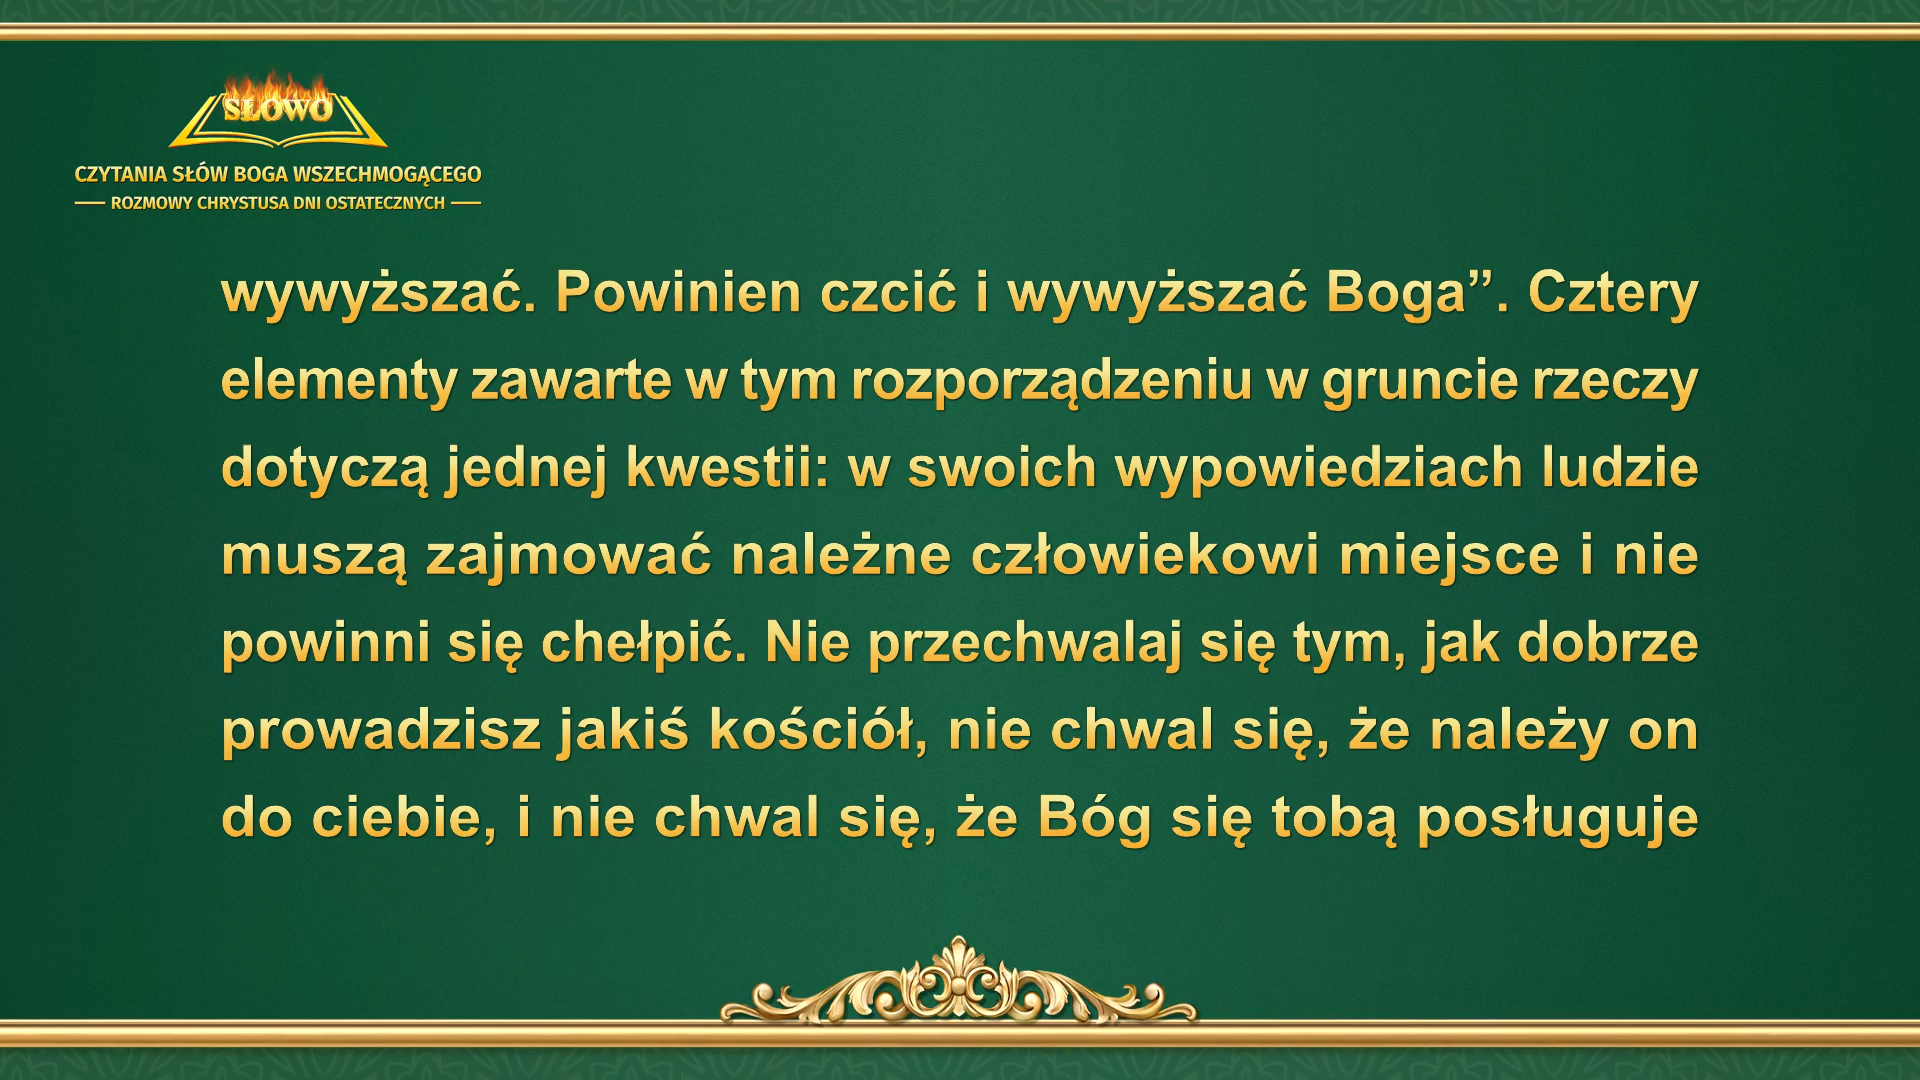 SŁOWO
CZYTANIA SŁÓW BOGA WSZECHMOGĄCEGO
ROZMOWY CHRYSTUSA DNI OSTATECZNYCH
wywyższać. Powinien czcić i wywyższać Boga”. Cztery
elementy zawarte w tym rozporządzeniu w gruncie rzeczy
dotyczą jednej kwestii: w swoich wypowiedziach ludzie
muszą zajmować należne człowiekowi miejsce i nie
powinni się chełpić. Nie przechwalaj się tym, jak dobrze
prowadzisz jakiś kościół, nie chwal się, że należy on
do ciebie, i nie chwal się, że Bóg się tobą posługuje